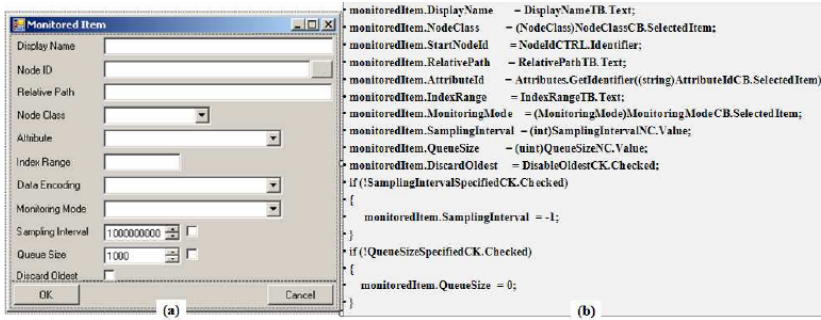 Monitored Item
Display Name
Node ID
Relative Path
Node Class
Attribute
Index Range
Data Encoding
Monitoring Mode
Sampling Interval 1000000000
Queue Size 1000
Discard Oldest
OK Cancel
(a)
monitoredItem.DisplayName = DisplayNameTB.Text;
monitoredItem.NodeClass = (NodeClass)NodeClassCB.SelectedItem;
monitoredItem.StartNodeId = NodeIdCTRL.Identifier;
monitoredItem.RelativePath = RelativePathTB.Text;
monitoredItem.AttributeId = Attributes.GetIdentifier((string)AttributeIdCB.SelectedItem)
monitoredItem.IndexRange = IndexRangeTB.Text;
monitoredItem.MonitoringMode = (MonitoringMode)MonitoringModeCB.SelectedItem;
monitoredItem.SamplingInterval = (int)SamplingIntervalNC.Value;
monitoredItem.QueueSize = (uint)QueueSizeNC.Value;
monitoredItem.DiscardOldest = DisableOldestCK.Checked;
if (!SamplingIntervalSpecifiedCK.Checked)
{
monitoredItem.SamplingInterval = -1;
}
if (!QueueSizeSpecifiedCK.Checked)
{
monitoredItem.QueueSize = 0;
}
(b)